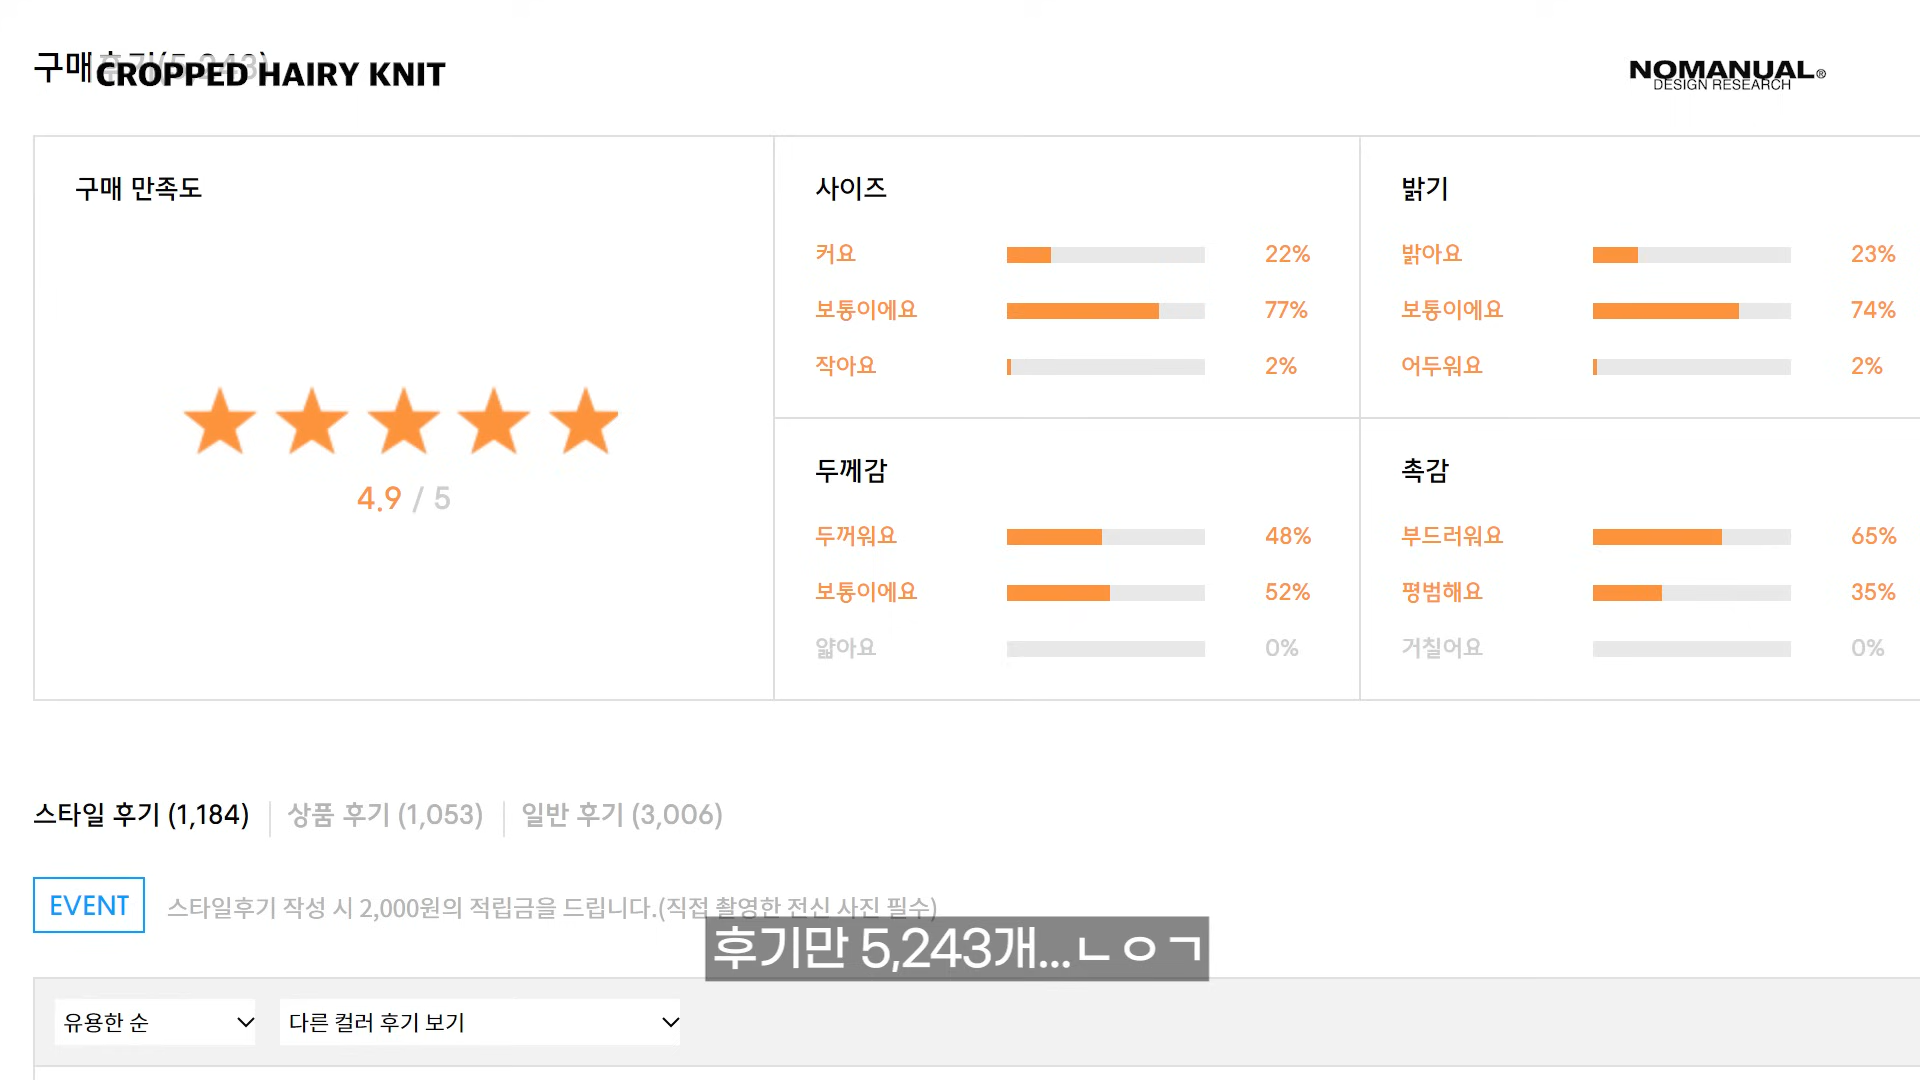 구매 후기(5,243)
CROPPED HAIRY KNIT
NOMANUAL®
DESIGN RESEARCH
구매 만족도
4.9 / 5
사이즈
커요 22%
보통이에요 77%
작아요 2%
밝기
밝아요 23%
보통이에요 74%
어두워요 2%
두께감
두꺼워요 48%
보통이에요 52%
얇아요 0%
촉감
부드러워요 65%
평범해요 35%
거칠어요 0%
스타일 후기 (1,184) 상품 후기 (1,053) 일반 후기 (3,006)
EVENT 스타일후기 작성 시 2,000원의 적립금을 드립니다.(직접 촬영한 전신 사진 필수)
후기만 5,243개...ㄴㅇㄱ
유용한 순 다른 컬러 후기 보기